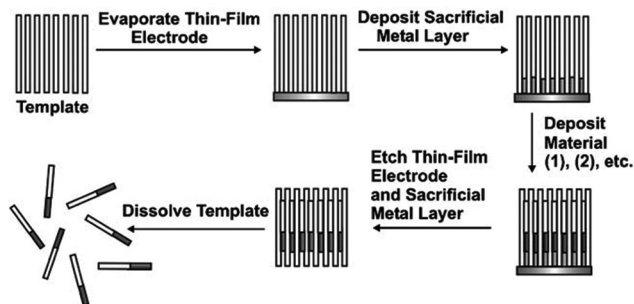 Evaporate Thin-Film
Electrode
Deposit Sacrificial
Metal Layer
Template
Deposit
Material
(1), (2), etc.
Etch Thin-Film
Electrode
and Sacrificial
Metal Layer
Dissolve Template